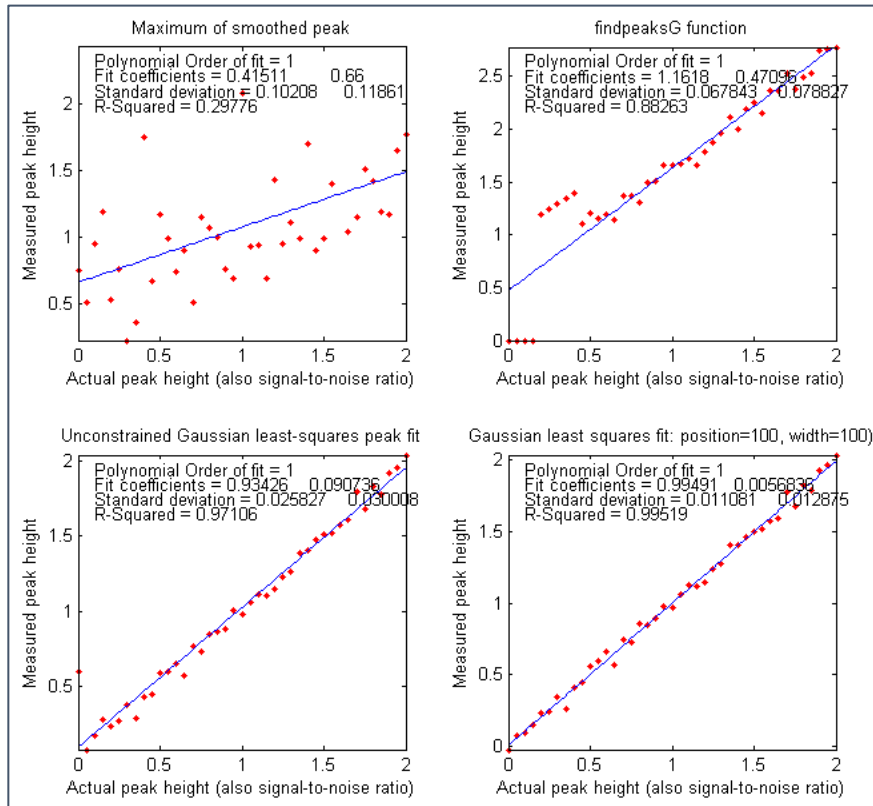 Maximum of smoothed peak
Polynomial Order of fit = 1
Fit coefficients = 0.41511 0.66
Standard deviation = 0.10208 0.11861
R-Squared = 0.29776
Measured peak height
2
1.5
1
0.5
0 0.5 1 1.5 2
Actual peak height (also signal-to-noise ratio)
findpeaksG function
Polynomial Order of fit = 1
Fit coefficients = 1.1618 0.47096
Standard deviation = 0.067843 0.078827
R-Squared = 0.88263
Measured peak height
2.5
2
1.5
1
0.5
0
0 0.5 1 1.5 2
Actual peak height (also signal-to-noise ratio)
Unconstrained Gaussian least-squares peak fit
Polynomial Order of fit = 1
Fit coefficients = 0.93426 0.090736
Standard deviation = 0.025827 0.030008
R-Squared = 0.97106
Measured peak height
2
1.5
1
0.5
0 0.5 1 1.5 2
Actual peak height (also signal-to-noise ratio)
Gaussian least squares fit: position=100, width=100)
Polynomial Order of fit = 1
Fit coefficients = 0.99491 0.0056836
Standard deviation = 0.011081 0.012875
R-Squared = 0.99519
Measured peak height
2
1.5
1
0.5
0
0 0.5 1 1.5 2
Actual peak height (also signal-to-noise ratio)